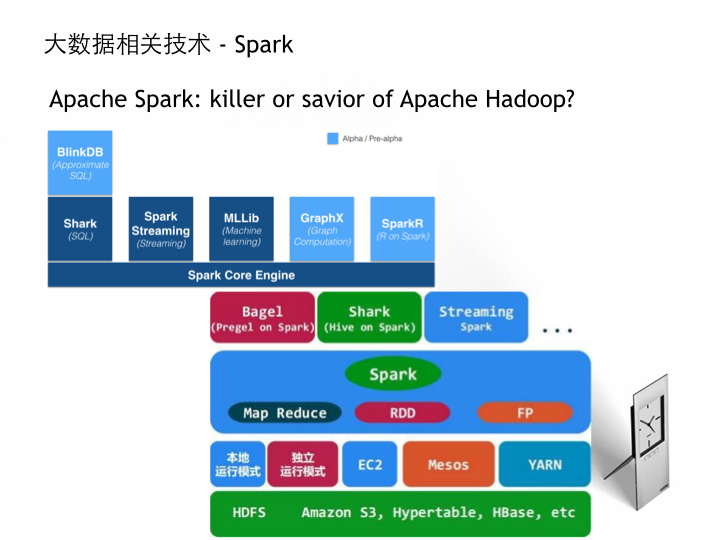 大数据相关技术 - Spark
Apache Spark: killer or savior of Apache Hadoop?
Alpha / Pre-alpha
BlinkDB
(Approximate
SQL)
Shark
(SQL)
Spark
Streaming
(Streaming)
MLLib
(Machine
learning)
GraphX
(Graph
Computation)
SparkR
(R on Spark)
Spark Core Engine
Bagel
(Pregel on Spark)
Shark
(Hive on Spark)
Streaming
Spark
...
Spark
Map Reduce
RDD
FP
本地
运行模式
独立
运行模式
EC2
Mesos
YARN
HDFS
Amazon S3, Hypertable, HBase, etc